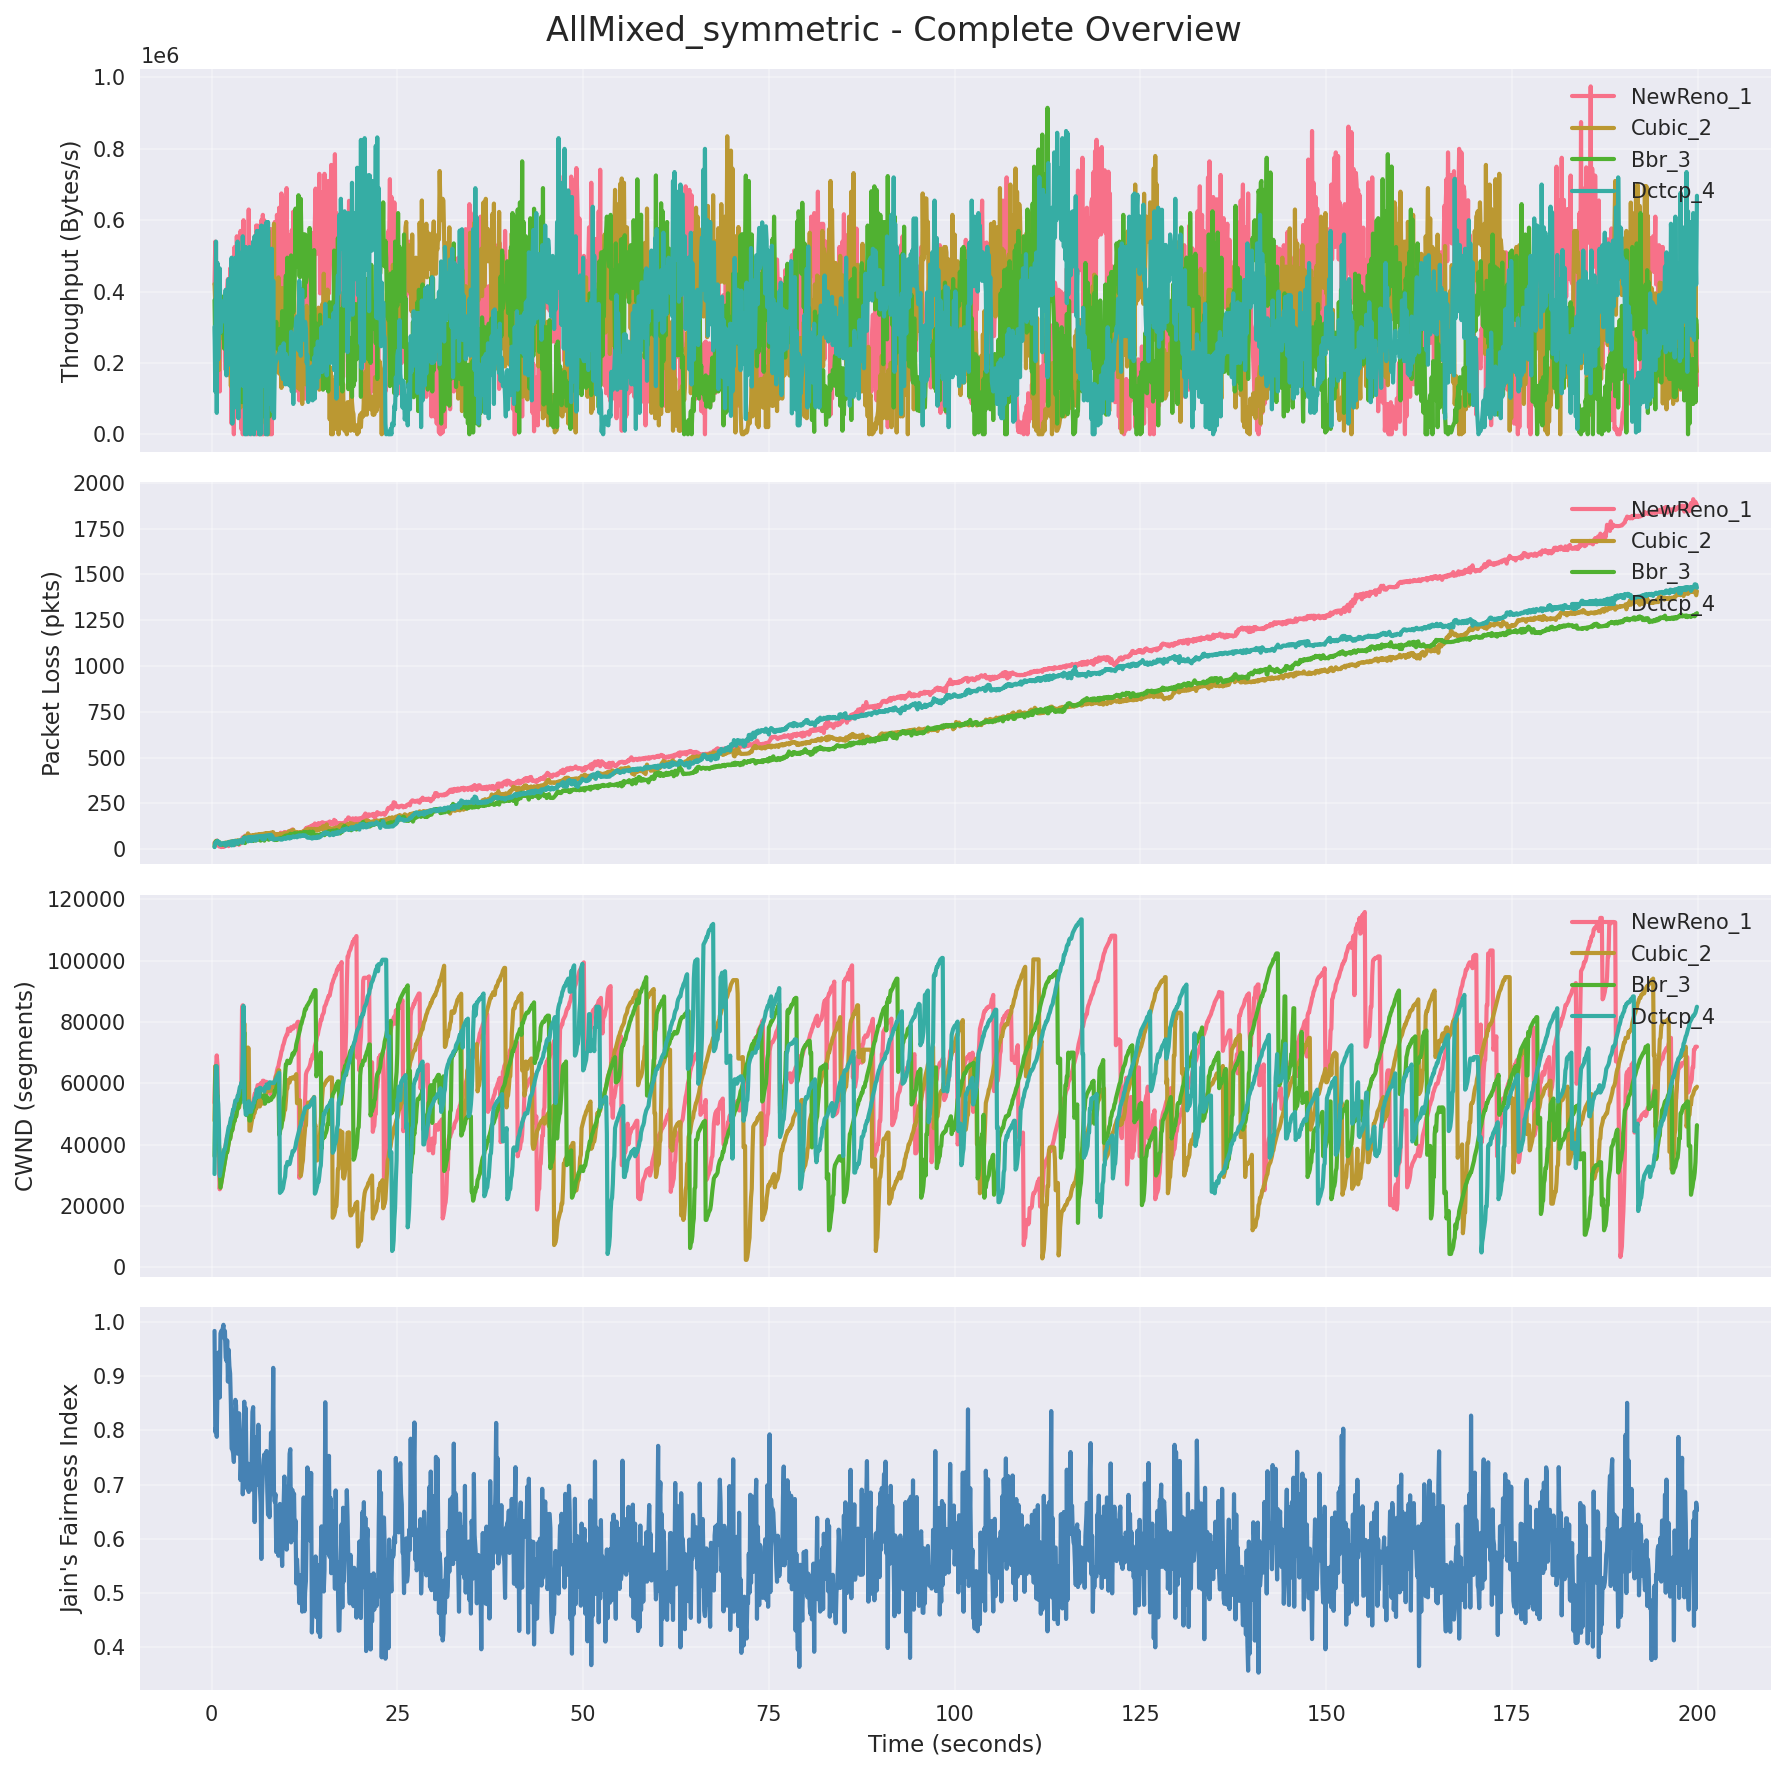 AllMixed_symmetric - Complete Overview
1e6
1.0
0.8
0.6
0.4
0.2
0.0
Throughput (Bytes/s)
NewReno_1
Cubic_2
Bbr_3
Dctcp_4
2000
1750
1500
1250
1000
750
500
250
0
Packet Loss (pkts)
NewReno_1
Cubic_2
Bbr_3
Dctcp_4
120000
100000
80000
60000
40000
20000
0
CWND (segments)
NewReno_1
Cubic_2
Bbr_3
Dctcp_4
1.0
0.9
0.8
0.7
0.6
0.5
0.4
Jain's Fairness Index
0 25 50 75 100 125 150 175 200
Time (seconds)